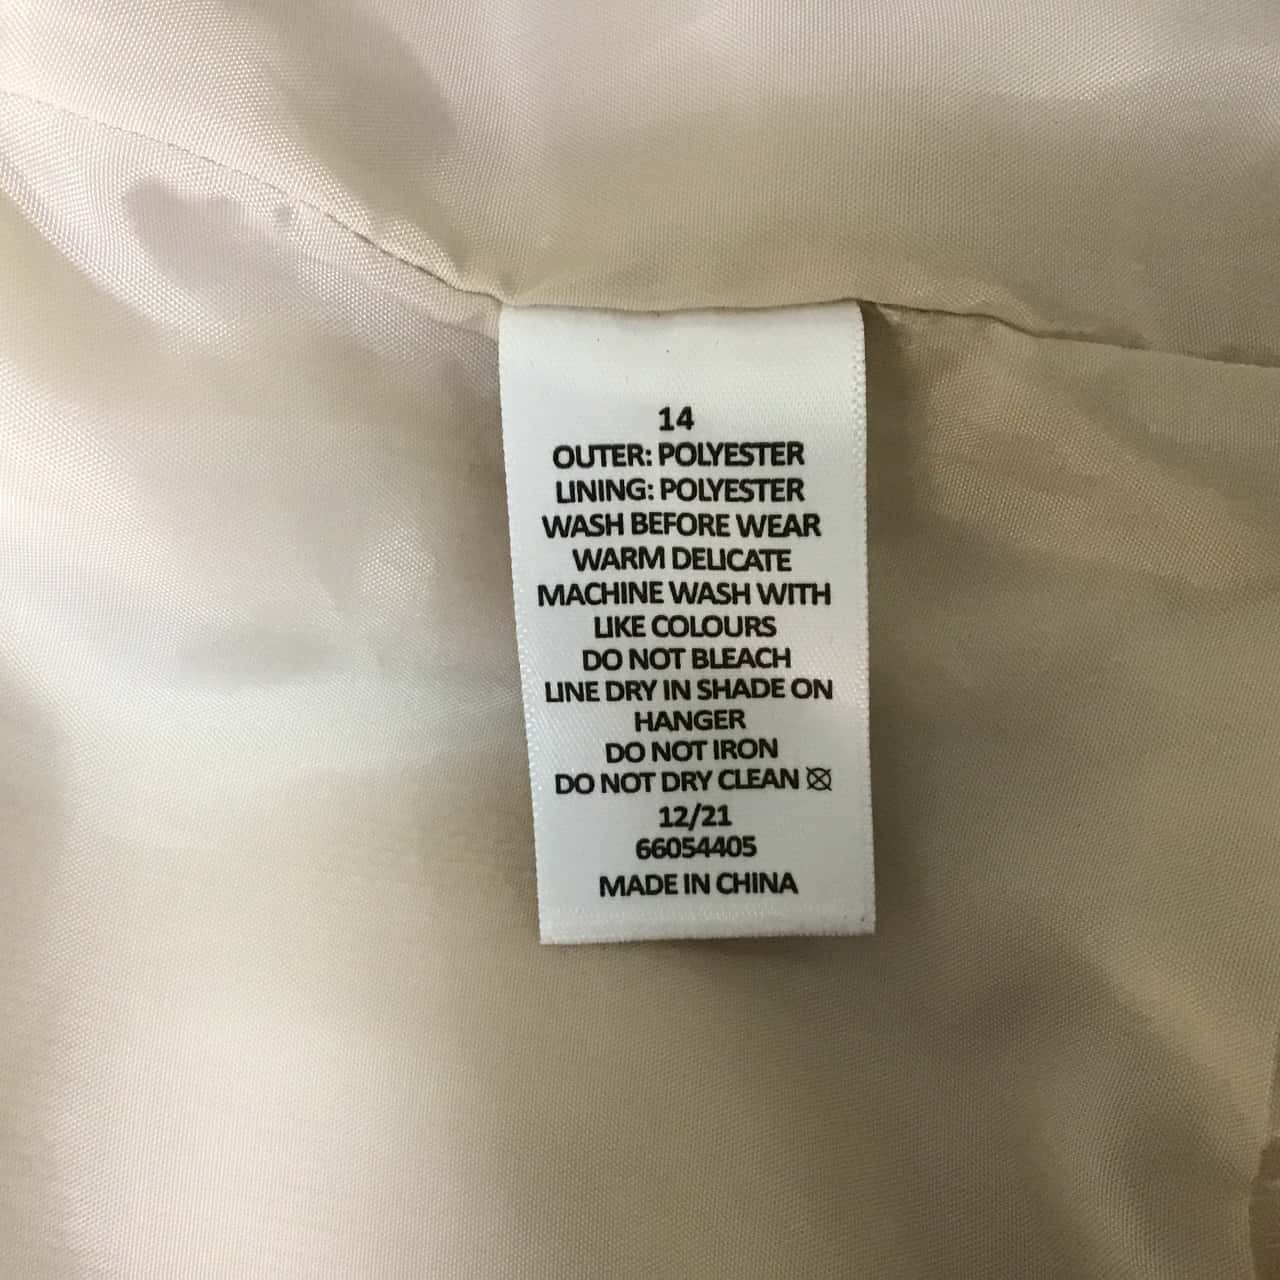 14
OUTER: POLYESTER
LINING: POLYESTER
WASH BEFORE WEAR
WARM DELICATE
MACHINE WASH WITH
LIKE COLOURS
DO NOT BLEACH
LINE DRY IN SHADE ON
HANGER
DO NOT IRON
DO NOT DRY CLEAN
12/21
66054405
MADE IN CHINA